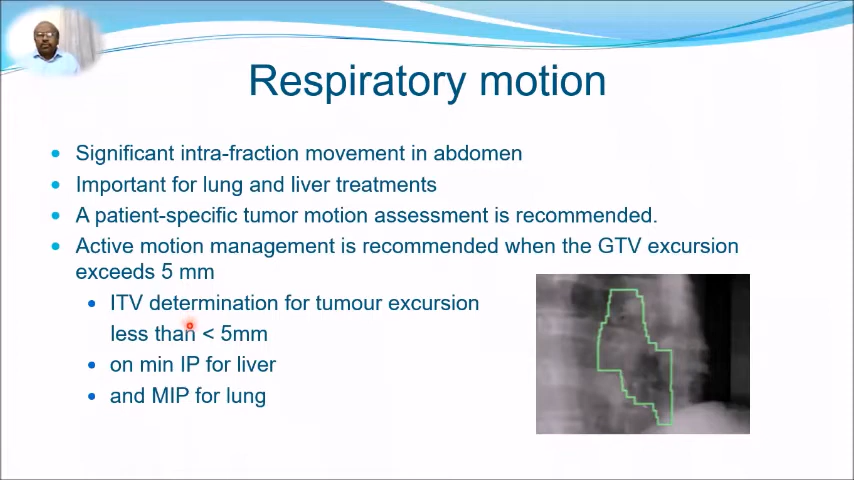 Respiratory motion
Significant intra-fraction movement in abdomen
Important for lung and liver treatments
A patient-specific tumor motion assessment is recommended.
Active motion management is recommended when the GTV excursion
exceeds 5 mm
ITV determination for tumour excursion
less than < 5mm
on min IP for liver
and MIP for lung